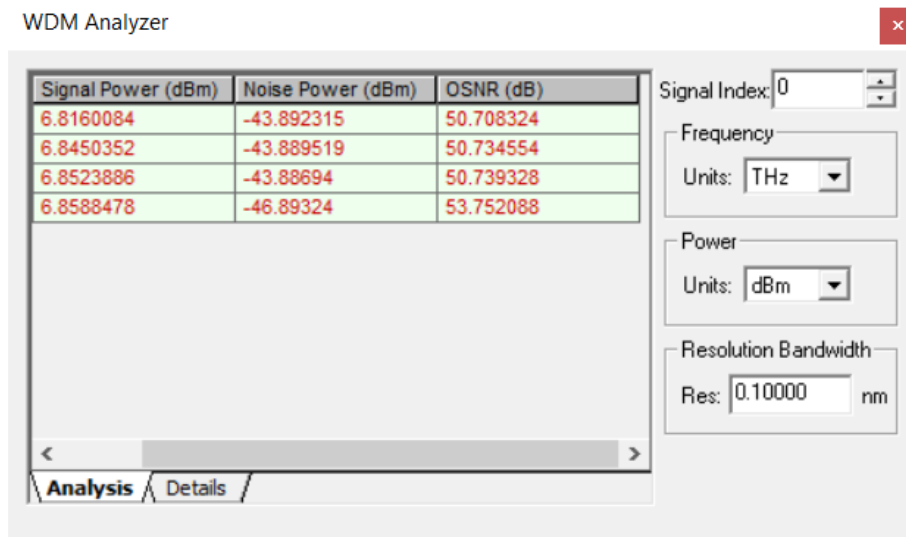 WDM Analyzer
Signal Power (dBm) Noise Power (dBm) OSNR (dB)
6.8160084 -43.892315 50.708324
6.8450352 -43.889519 50.734554
6.8523886 -43.88694 50.739328
6.8588478 -46.89324 53.752088
Signal Index: 0
Frequency
Units: THz
Power
Units: dBm
Resolution Bandwidth
Res: 0.10000 nm
Analysis Details